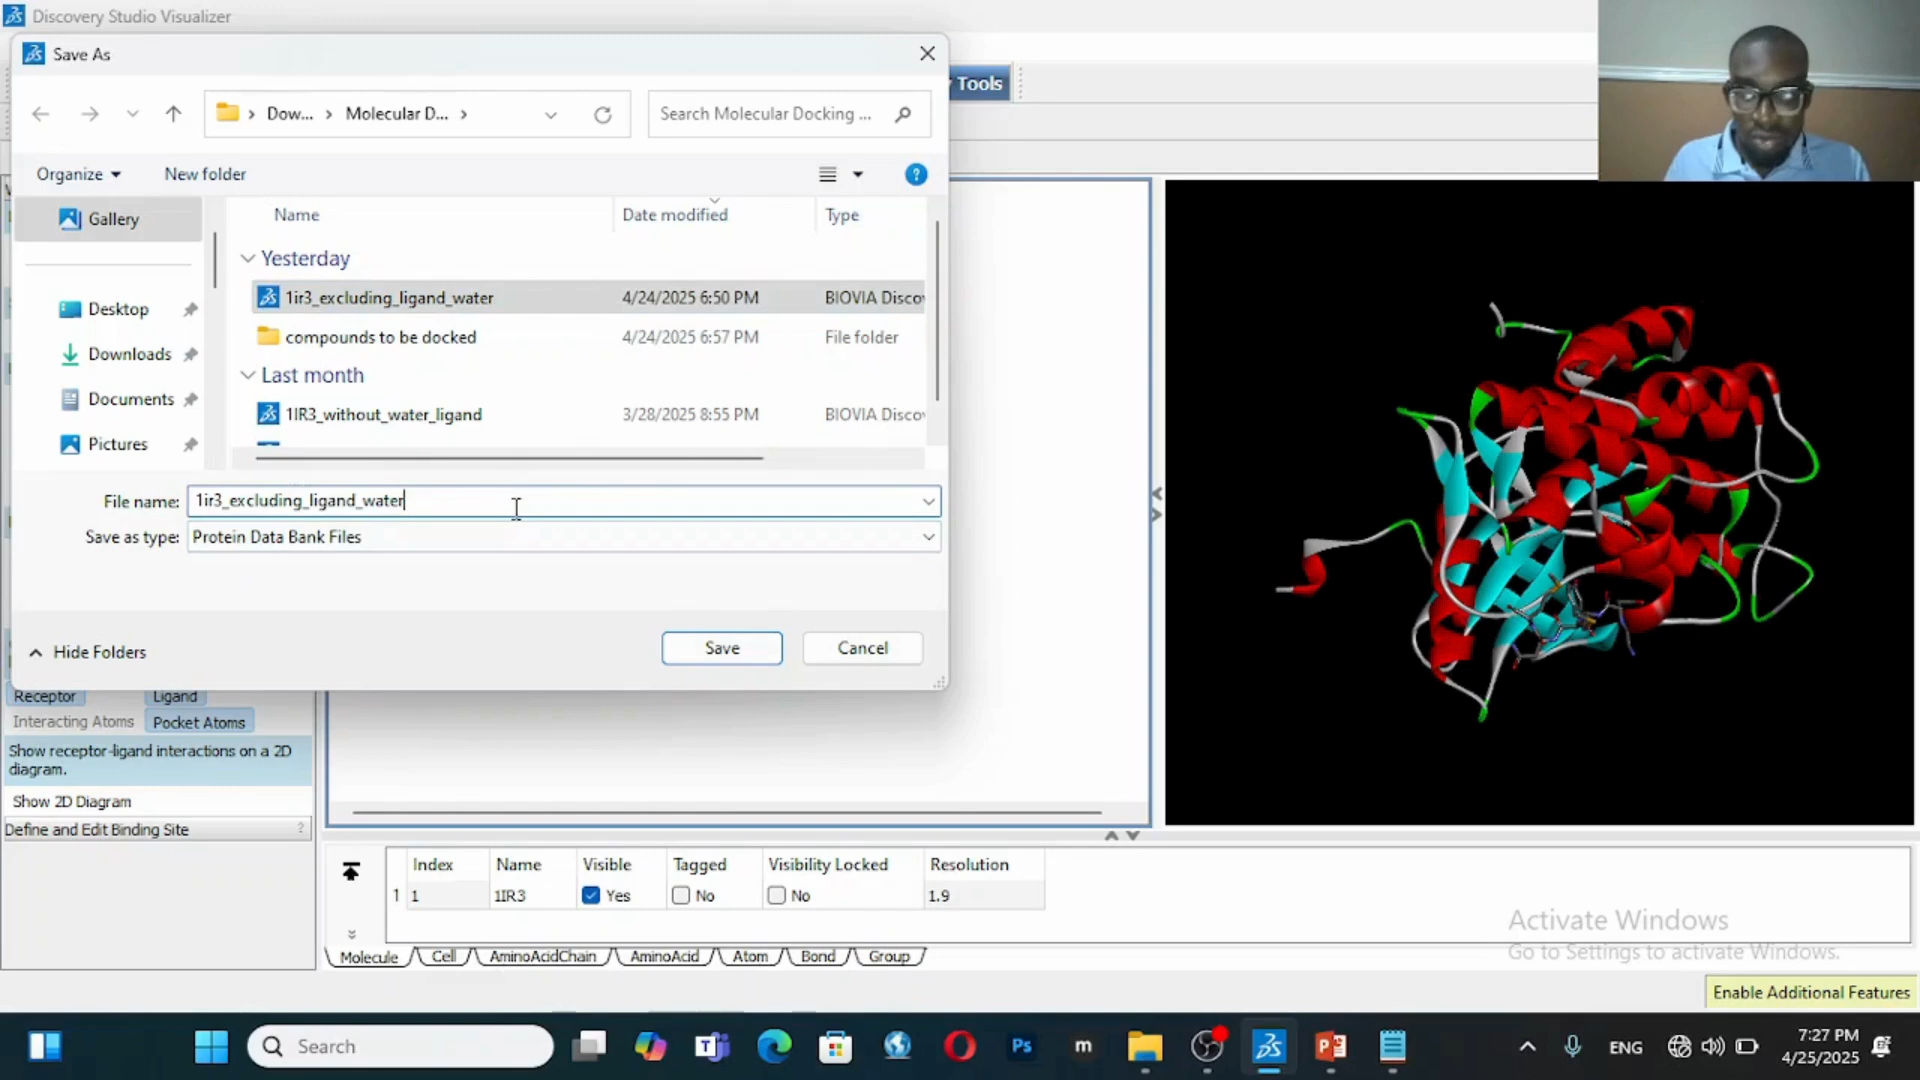 Discovery Studio Visualizer
Save As
Tools
Dow... Molecular D...
Search Molecular Docking ...
Organize
New folder
Name
Date modified
Type
Gallery
Yesterday
1ir3_excluding_ligand_water 4/24/2025 6:50 PM BIOVIA Disco
Desktop
compounds to be docked 4/24/2025 6:57 PM File folder
Downloads
Last month
Documents
1IR3_without_water_ligand 3/28/2025 8:55 PM BIOVIA Disco
Pictures
File name: 1ir3_excluding_ligand_water
Save as type: Protein Data Bank Files
Hide Folders
Save
Cancel
Receptor Ligand
Interacting Atoms Pocket Atoms
Show receptor-ligand interactions on a 2D
diagram.
Show 2D Diagram
Define and Edit Binding Site ?
Index Name Visible Tagged Visibility Locked Resolution
1 1 1IR3 Yes No No 1.9
Molecule Cell AminoAcidChain AminoAcid Atom Bond Group
Activate Windows
Go to Settings to activate Windows.
Enable Additional Features
Search
Ps
m
ENG
7:27 PM
4/25/2025